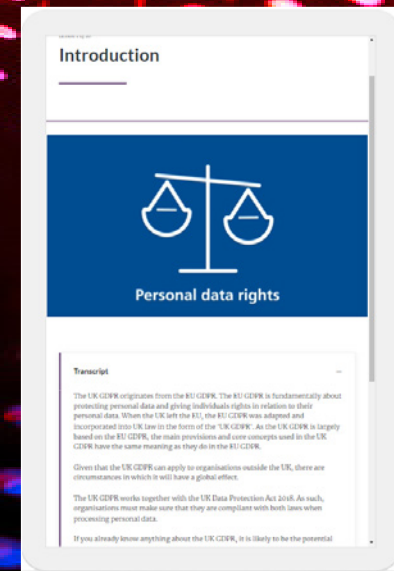 Introduction
Personal data rights
Transcript
The UK GDPR originates from the EU GDPR. The EU GDPR is fundamentally about
protecting personal data and giving individuals rights in relation to their
personal data. When the UK left the EU, the EU GDPR was adapted and
incorporated into UK law in the form of the 'UK GDPR'. As the UK GDPR is largely
based on the EU GDPR, the main provisions and core concepts used in the UK
GDPR have the same meaning as they do in the EU GDPR.
Given that the UK GDPR can apply to organisations outside the UK, there are
circumstances in which it will have a global effect.
The UK GDPR works together with the UK Data Protection Act 2018. As such,
organisations must make sure that they are compliant with both laws when
processing personal data.
If you already know anything about the UK GDPR, it is likely to be the potential